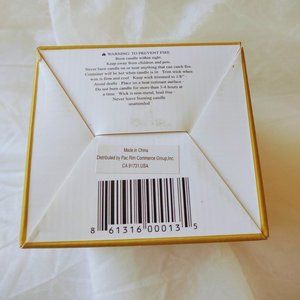 ⚠ WARNING: TO PREVENT FIRE
Burn candle within sight.
Keep away from children and pets.
Never burn candle on or near anything that can catch fire.
Container will be hot when candle is in Trim wick when
wax is firm and cool Keep wick trimmed to 1/8"
Avoid drafts Place on a heat resistant surface
Do not burn candle for more than 3-4 hours at
a time Wick is non-metal, lead free
Never leave burning candle
unattended
Made in China
Distributed by Pac Rim Commerce Group,Inc.
CA 91731,USA
8 61316 00013 5